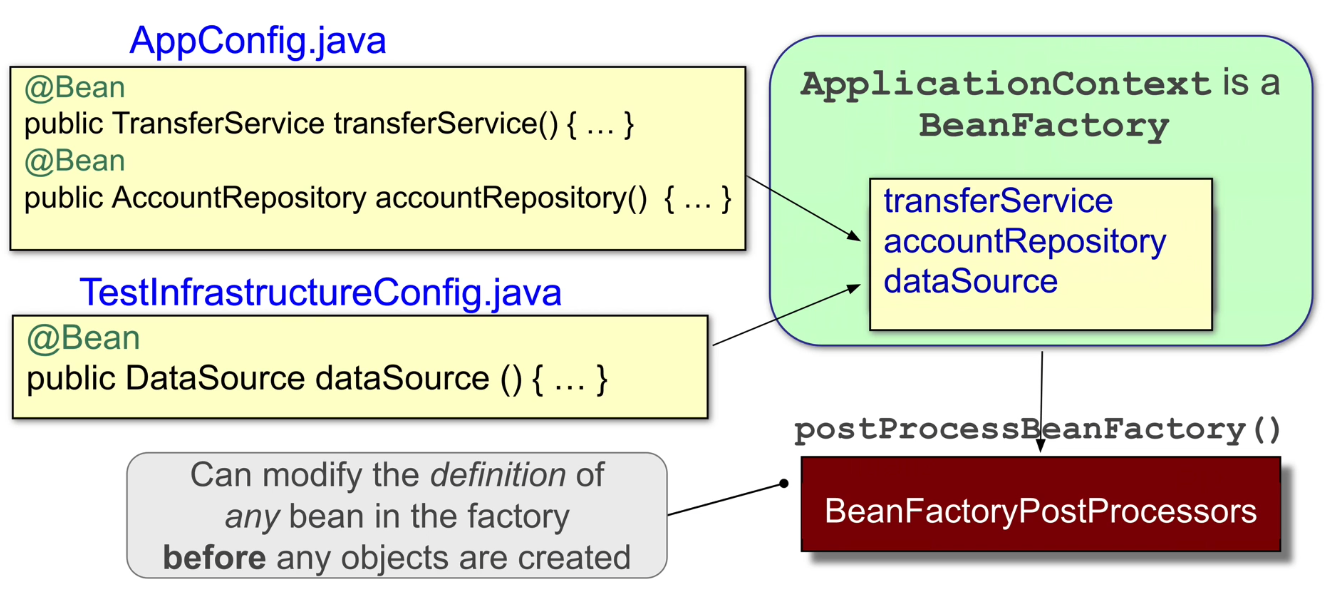 AppConfig.java
@Bean
public TransferService transferService() { … }
@Bean
public AccountRepository accountRepository() { … }
TestInfrastructureConfig.java
@Bean
public DataSource dataSource () { … }
ApplicationContext is a
BeanFactory
transferService
accountRepository
dataSource
postProcessBeanFactory()
BeanFactoryPostProcessors
Can modify the definition of
any bean in the factory
before any objects are created